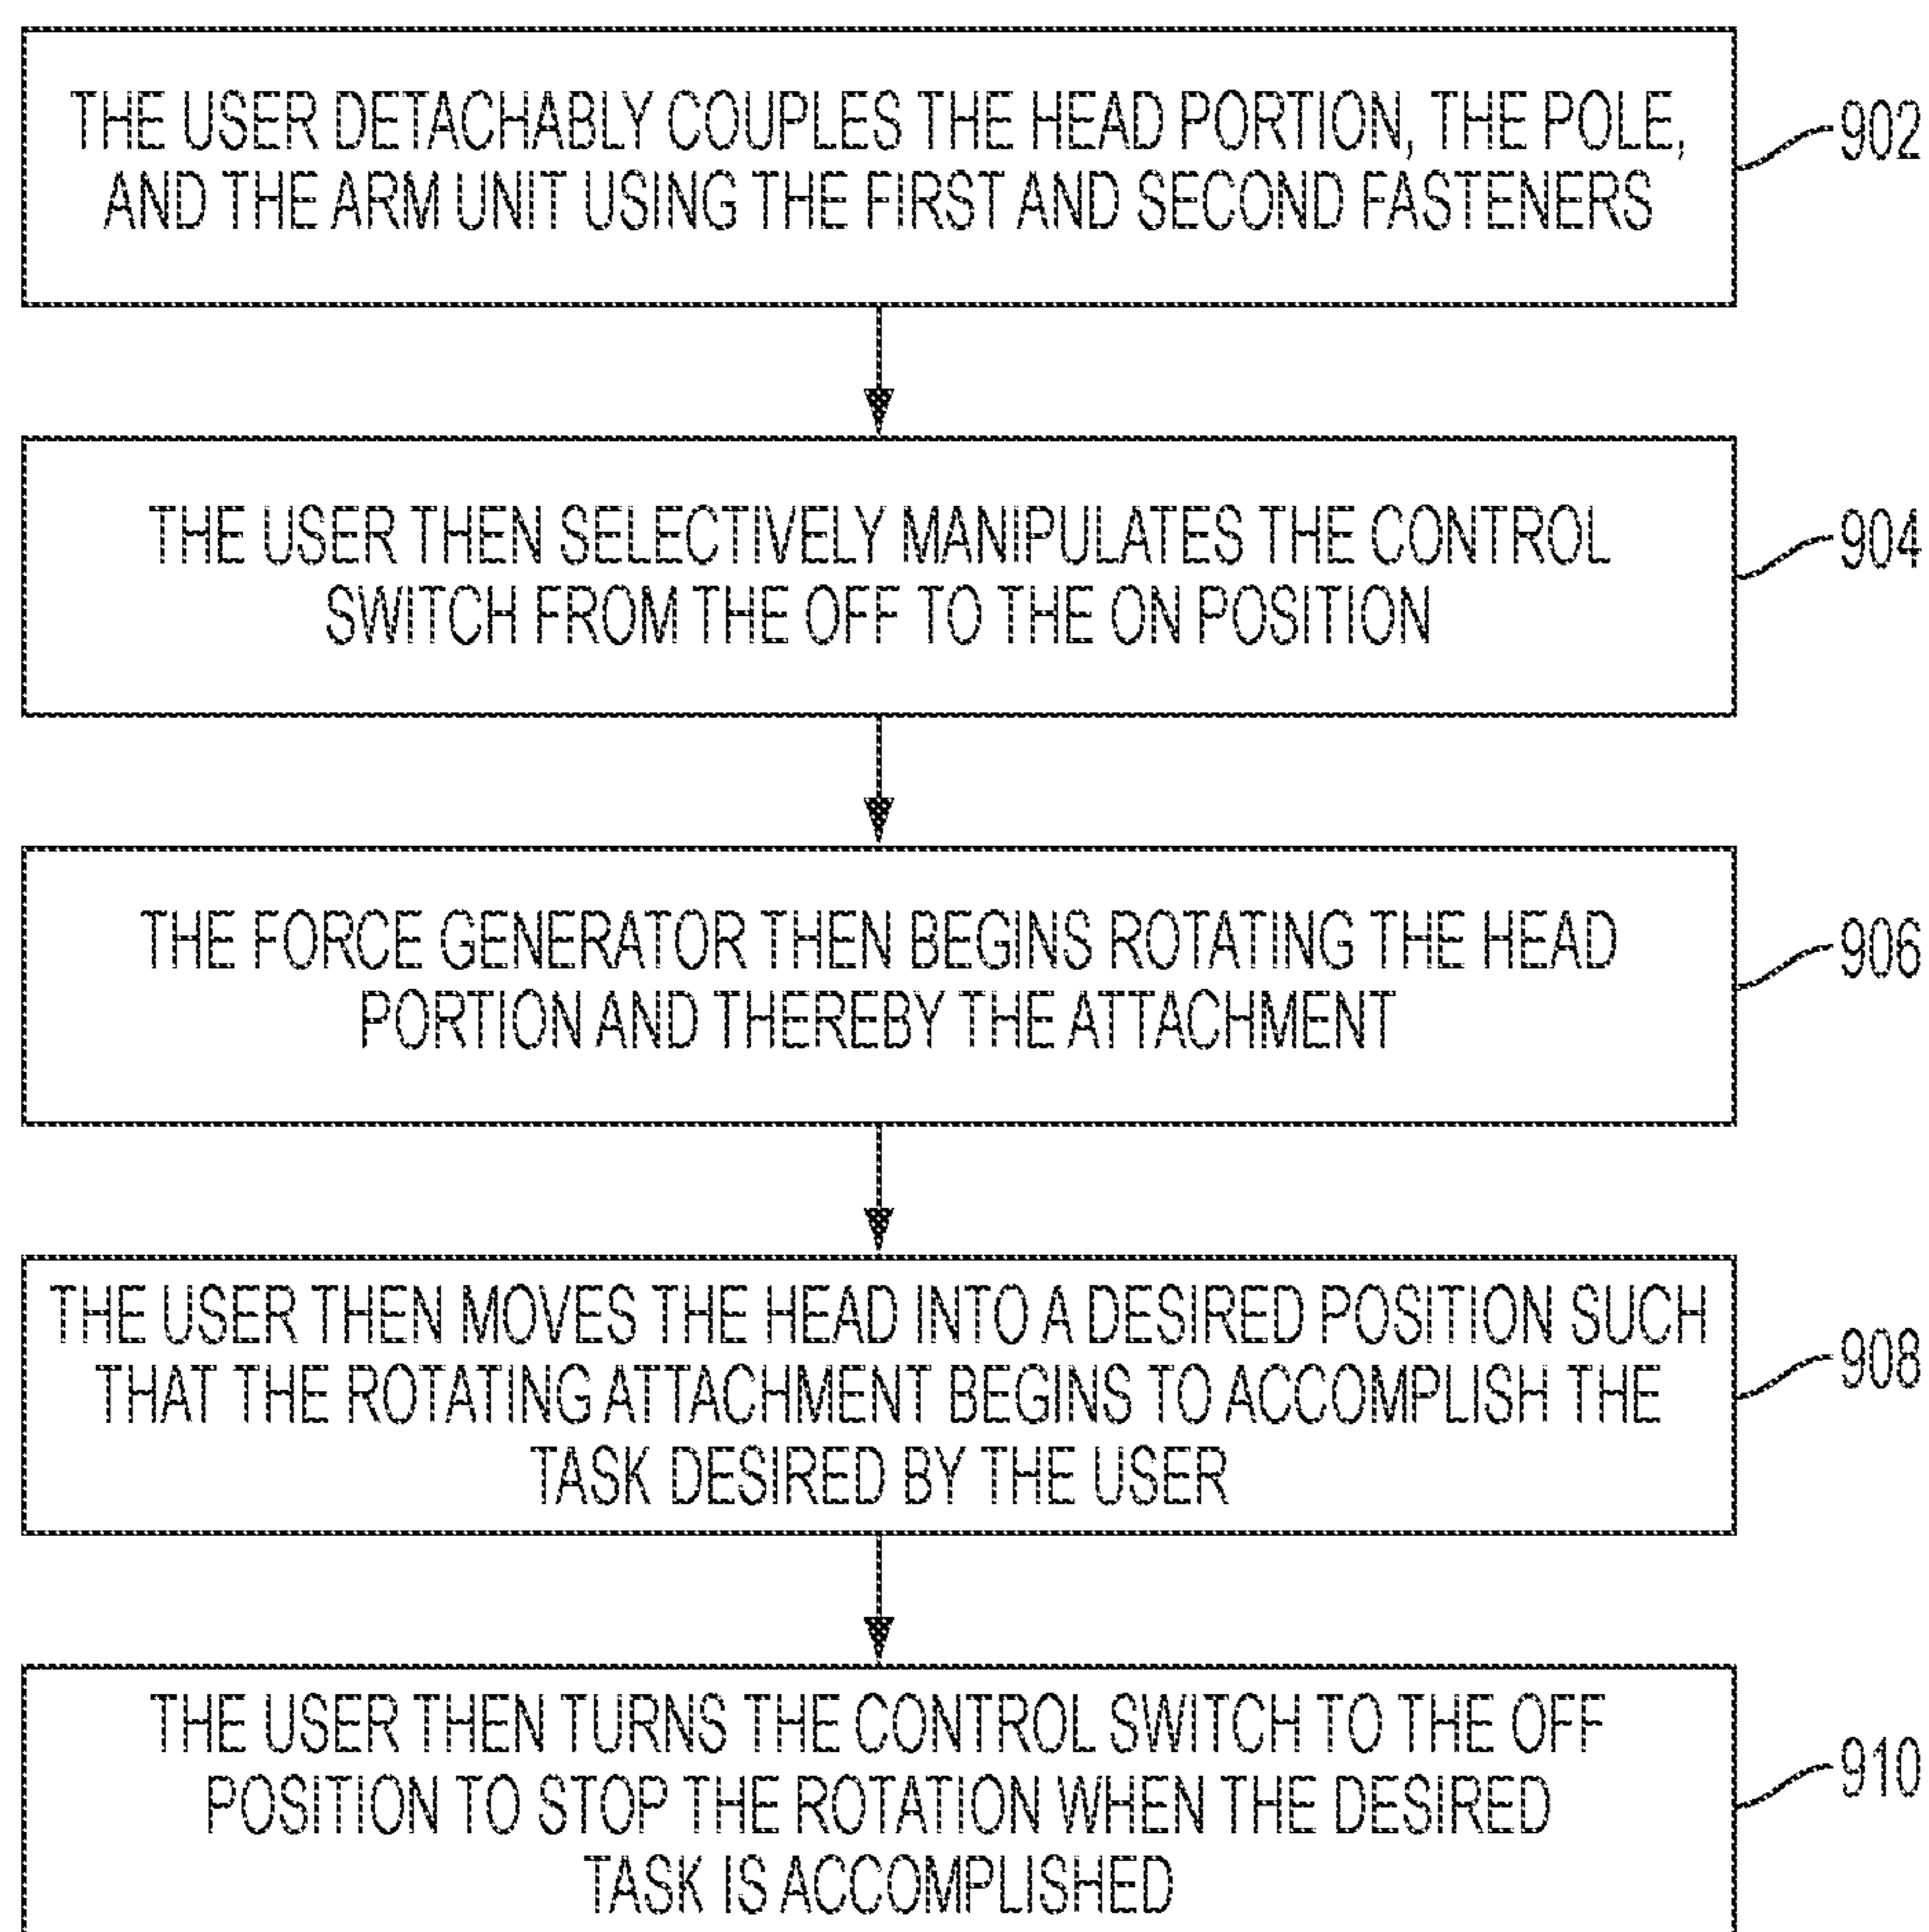 THE USER DETACHABLY COUPLES THE HEAD PORTION, THE POLE,
AND THE ARM UNIT USING THE FIRST AND SECOND FASTENERS
902
THE USER THEN SELECTIVELY MANIPULATES THE CONTROL
SWITCH FROM THE OFF TO THE ON POSITION
904
THE FORCE GENERATOR THEN BEGINS ROTATING THE HEAD
PORTION AND THEREBY THE ATTACHMENT
906
THE USER THEN MOVES THE HEAD INTO A DESIRED POSITION SUCH
THAT THE ROTATING ATTACHMENT BEGINS TO ACCOMPLISH THE
TASK DESIRED BY THE USER
908
THE USER THEN TURNS THE CONTROL SWITCH TO THE OFF
POSITION TO STOP THE ROTATION WHEN THE DESIRED
TASK IS ACCOMPLISHED
910